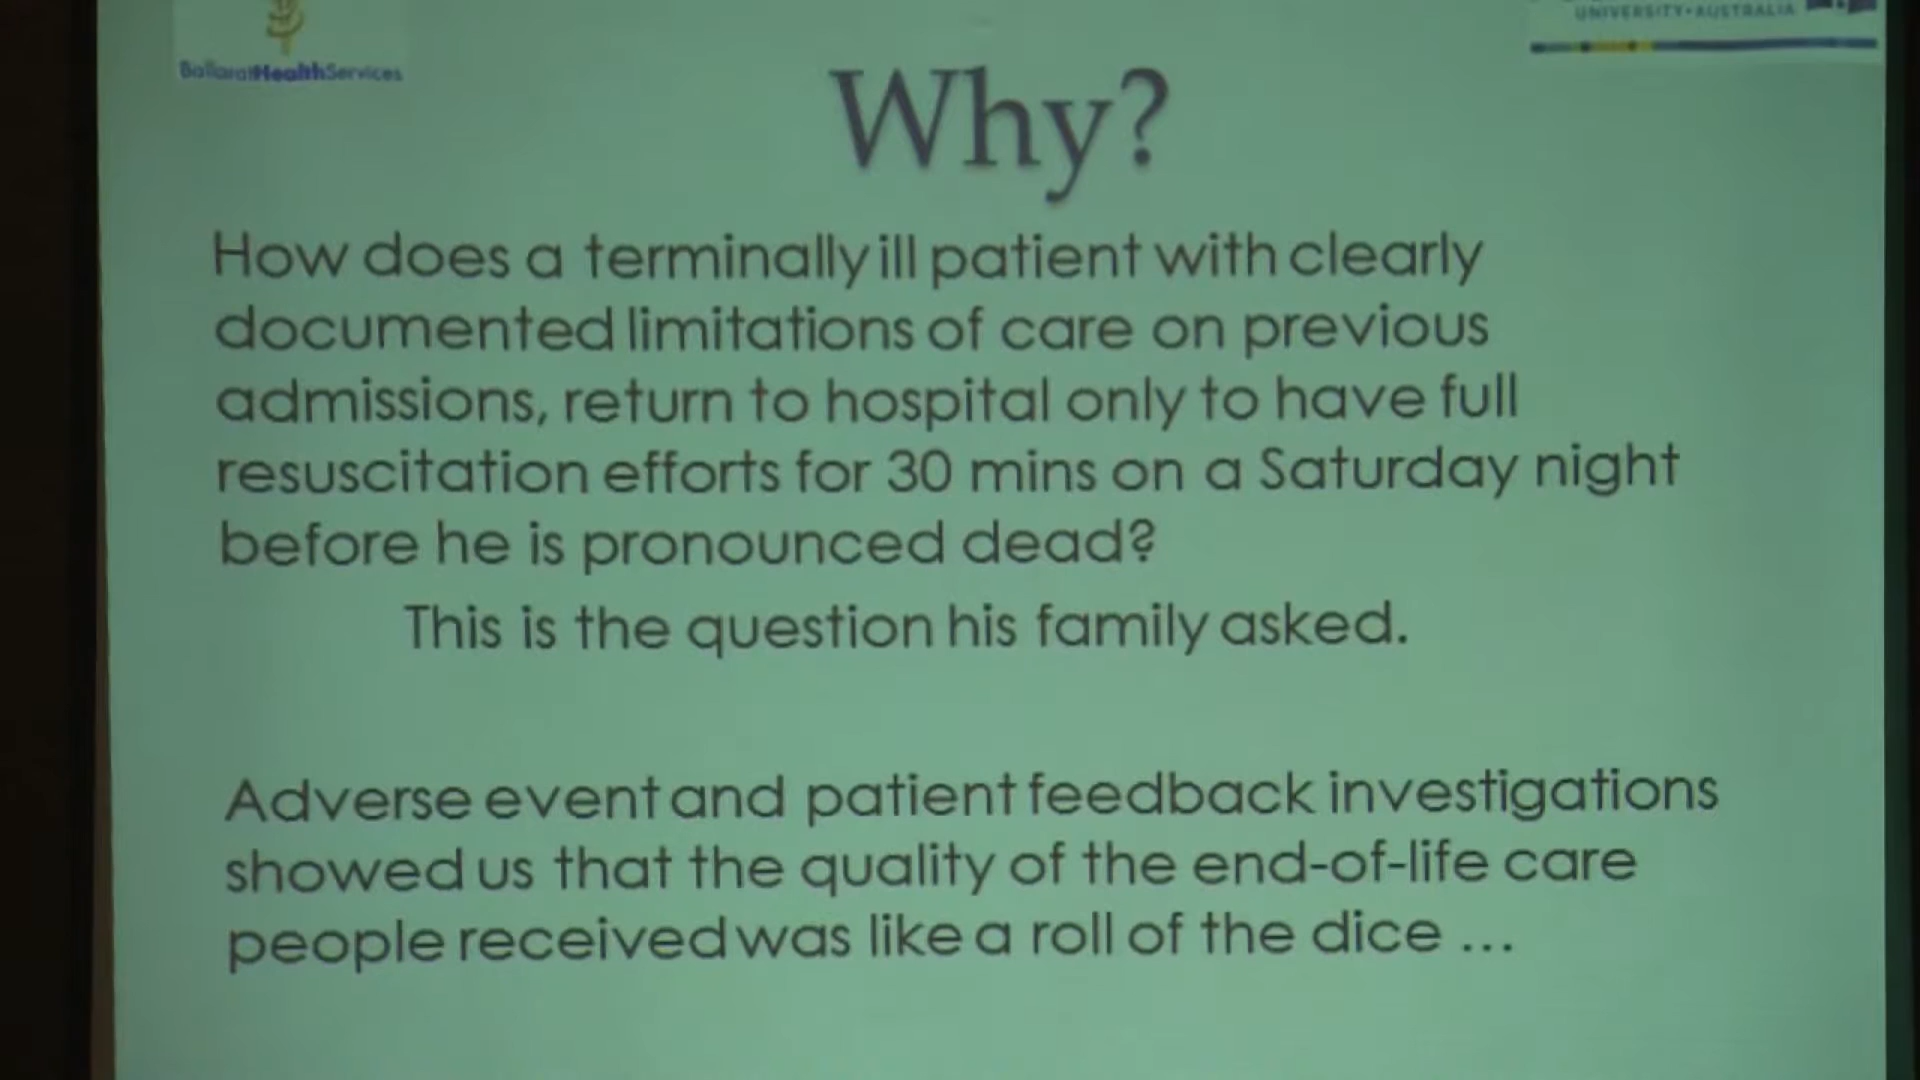 BallaratHealthServices
UNIVERSITY • AUSTRALIA
Why?
How does a terminally ill patient with clearly
documented limitations of care on previous
admissions, return to hospital only to have full
resuscitation efforts for 30 mins on a Saturday night
before he is pronounced dead?
This is the question his family asked.
Adverse event and patient feedback investigations
showed us that the quality of the end-of-life care
people received was like a roll of the dice ...